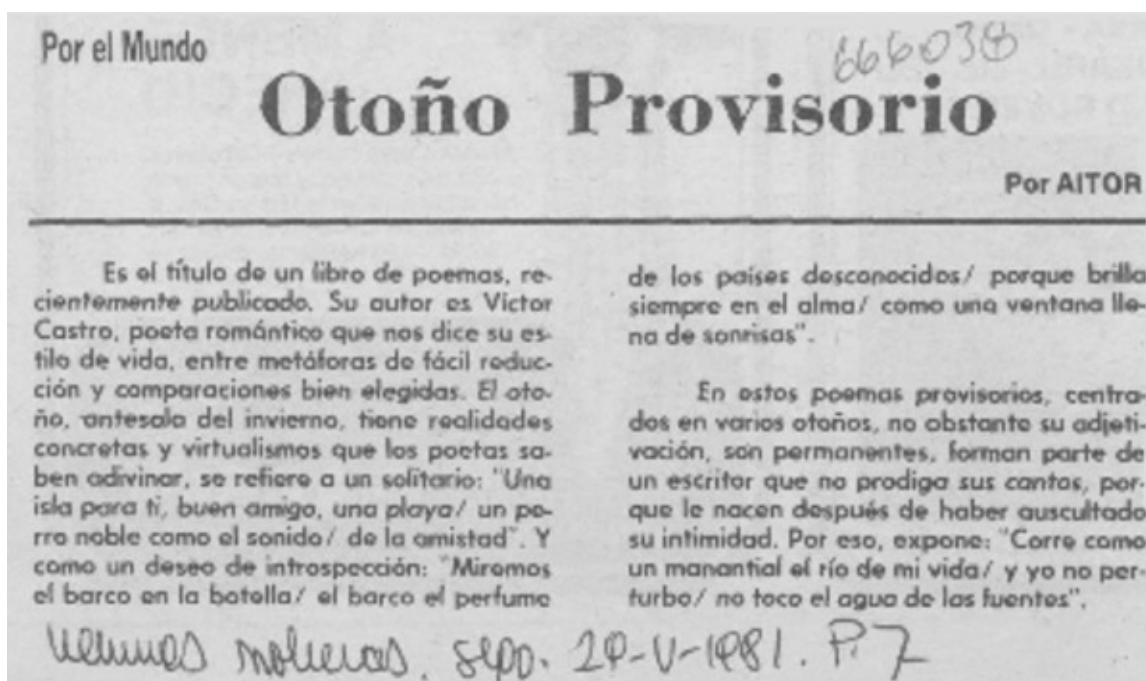 Por el Mundo
666038
Otoño Provisorio
Por AITOR
Es el título de un libro de poemas, re-
cientemente publicado. Su autor es Víctor
Castro, poeta romántico que nos dice su es-
tilo de vida, entre metáforas de fácil reduc-
ción y comparaciones bien elegidas. El oto-
ño, antesala del invierno, tiene realidades
concretas y virtualismos que los poetas sa-
ben adivinar, se refiere a un solitario: "Una
isla para ti, buen amigo, una playa/ un pe-
rro noble como el sonido/ de la amistad". Y
como un deseo de introspección: "Miremos
el barco en la botella/ el barco el perfume
de los países desconocidos/ porque brilla
siempre en el alma/ como una ventana lle-
na de sonrisas".
En estos poemas provisorios, centra-
dos en varios otoños, no obstante su adjeti-
vación, son permanentes, forman parte de
un escritor que no prodiga sus cantos, por-
que le nacen después de haber auscultado
su intimidad. Por eso, expone: "Corre como
un manantial el río de mi vida/ y yo no per-
turbo/ no toco el agua de las fuentes".
noticias, stgo. 29-V-1981. P. 7